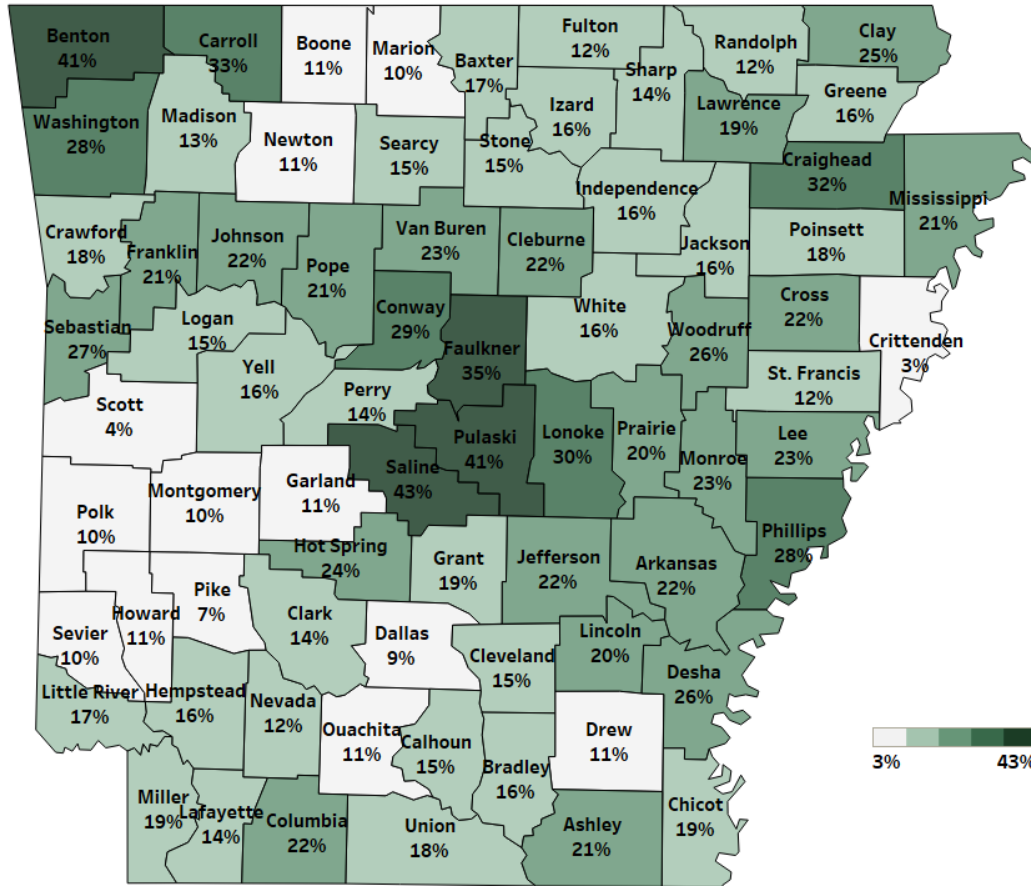 Benton
41%
Carroll
33%
Boone
11%
Marion
10%
Baxter
17%
Fulton
12%
Sharp
14%
Randolph
12%
Clay
25%
Washington
28%
Madison
13%
Newton
11%
Searcy
15%
Stone
15%
Izard
16%
Lawrence
19%
Greene
16%
Independence
16%
Craighead
32%
Mississippi
21%
Crawford
18%
Franklin
21%
Johnson
22%
Pope
21%
Van Buren
23%
Cleburne
22%
Jackson
16%
Poinsett
18%
Sebastian
27%
Logan
15%
Yell
16%
Conway
29%
Faulkner
35%
White
16%
Woodruff
26%
Cross
22%
Crittenden
3%
Scott
4%
Perry
14%
Pulaski
41%
Lonoke
30%
Prairie
20%
Monroe
23%
St. Francis
12%
Lee
23%
Polk
10%
Montgomery
10%
Garland
11%
Saline
43%
Phillips
28%
Hot Spring
24%
Grant
19%
Jefferson
22%
Arkansas
22%
Sevier
10%
Howard
11%
Pike
7%
Clark
14%
Dallas
9%
Cleveland
15%
Lincoln
20%
Desha
26%
Little River
17%
Hempstead
16%
Nevada
12%
Ouachita
11%
Calhoun
15%
Bradley
16%
Drew
11%
Miller
19%
Lafayette
14%
Columbia
22%
Union
18%
Ashley
21%
Chicot
19%
3% 43%